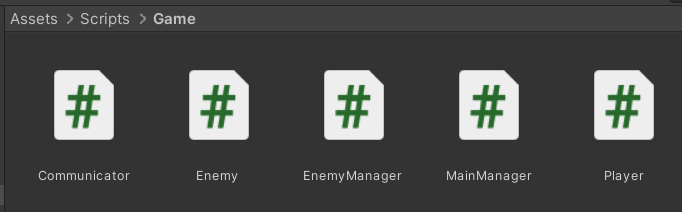 Assets > Scripts > Game
Communicator Enemy EnemyManager MainManager Player